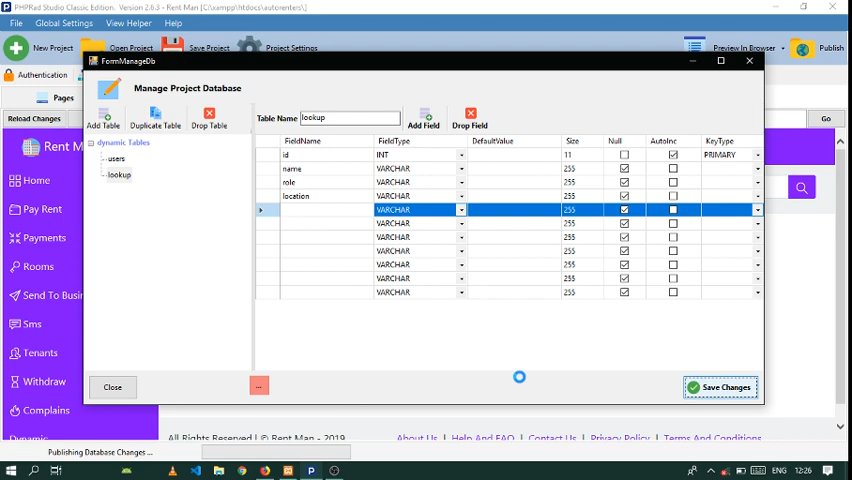 PHPRad Studio Classic Edition. Version 2.6.3 - Rent Man [C:\xampp\htdocs\autorenters\]
File Global Settings View Helper Help
New Project Open Project Save Project Project Settings Preview In Browser Publish
Authentication
FormManageDb
Manage Project Database
Pages
Reload Changes
Go
Add Table Duplicate Table Drop Table
Table Name lookup Add Field Drop Field
dynamic Tables
users
lookup
FieldName FieldType DefaultValue Size Null AutoInc KeyType
id INT 11 PRIMARY
name VARCHAR 255
role VARCHAR 255
location VARCHAR 255
VARCHAR 255
VARCHAR 255
VARCHAR 255
VARCHAR 255
VARCHAR 255
VARCHAR 255
VARCHAR 255
Close ... Save Changes
Rent M
Home
Pay Rent
Payments
Rooms
Send To Busi
Sms
Tenants
Withdraw
Complains
Dynamic
All Rights Reserved | © Rent Man - 2019 About Us | Help And FAQ | Contact Us | Privacy Policy | Terms And Conditions
Publishing Database Changes ...
P ENG 12:26